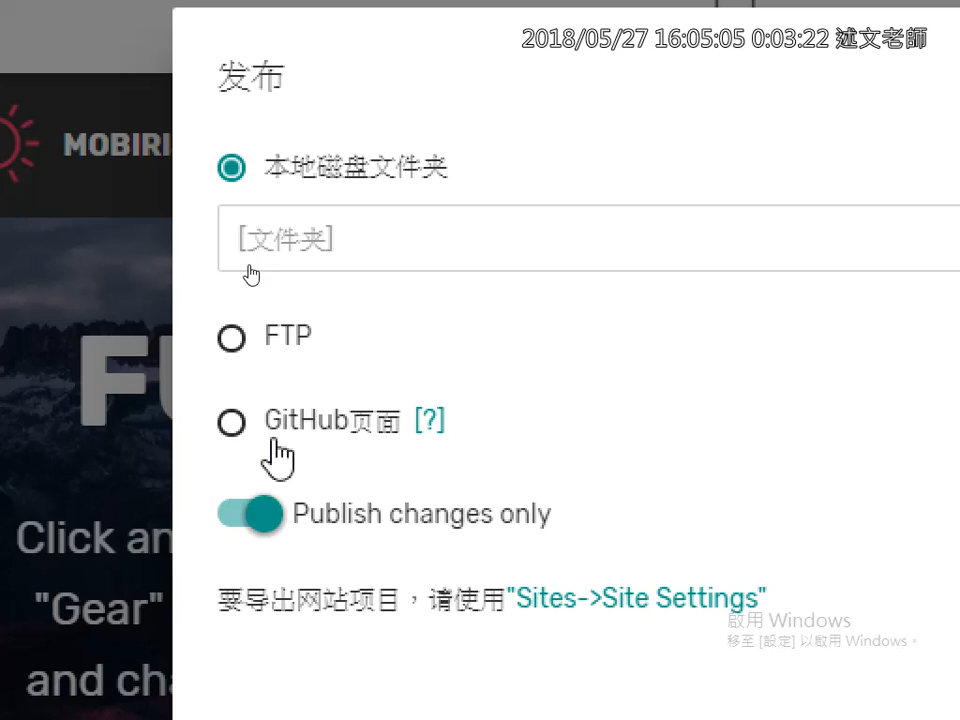 2018/05/27 16:05:05 0:03:22 述文老師
发布
MOBIRI
本地磁盘文件夹
[文件夹]
FTP
GitHub页面 [?]
Publish changes only
Click an
"Gear"
and cha
要导出网站项目，请使用"Sites->Site Settings"
啟用 Windows
移至 [設定] 以啟用 Windows。